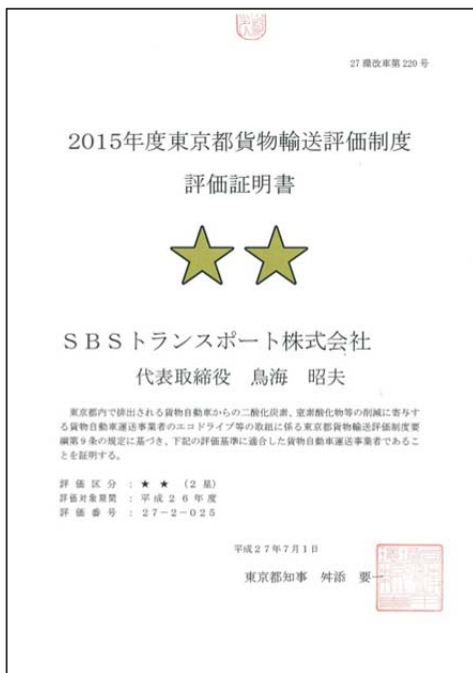 27環改車第220号
2015年度東京都貨物輸送評価制度
評価証明書
★★
SBSトランスポート株式会社
代表取締役 鳥海 昭夫
東京都内で排出される貨物自動車からの二酸化炭素、窒素酸化物等の削減に寄与す
る貨物自動車運送事業者のエコドライブ等の取組に係る東京都貨物輸送評価制度要
綱第9条の規定に基づき、下記の評価基準に適合した貨物自動車運送事業者であるこ
とを証明する。
評価区分 : ★ ★ (2星)
評価対象期間 : 平成26年度
評価番号 : 27-2-025
平成27年7月1日
東京都知事 舛添 要一